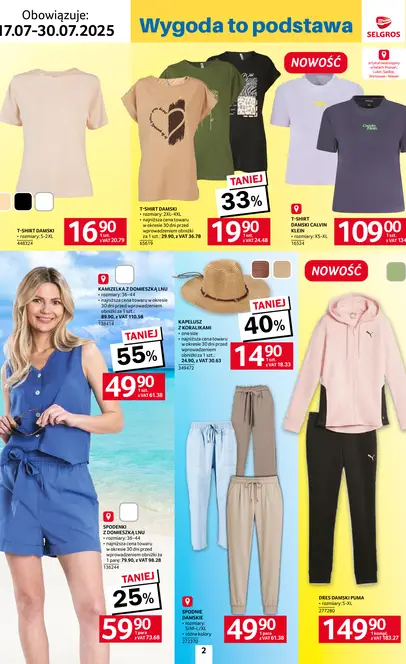 Obowiązuje:
17.07-30.07.2025
Wygoda to podstawa
SELGROS
NOWOŚĆ
T-SHIRT DAMSKI
• rozmiary: S-2XL
446324
16 90
1 szt.
z VAT 20.79
T-SHIRT DAMSKI
• rozmiary: 2XL-4XL
• najniższa cena towaru
w okresie 30 dni przed
wprowadzeniem obniżki
za 1 szt.: 29.90, z VAT 36.78
65619
TANIEJ
33%
19 90
1 szt.
z VAT 24.48
T-SHIRT
DAMSKI CALVIN
KLEIN
• rozmiary: XS-XL
16534
109 00
1 szt.
KAMIZELKA Z DOMIESZKĄ LNU
• rozmiary: 36-44
• najniższa cena towaru w
okresie 30 dni przed
wprowadzeniem
obniżki za 1 szt.:
89.90, z VAT 110.58
136414
TANIEJ
55%
49 90
1 szt.
z VAT 61.38
KAPELUSZ
Z KORALIKAMI
• one size
• najniższa cena towaru
w okresie 30 dni przed
wprowadzeniem
obniżki za 1 szt.:
24.90, z VAT 30.63
349472
TANIEJ
40%
14 90
1 szt.
z VAT 18.33
NOWOŚĆ
SPODENKI
Z DOMIESZKĄ LNU
• rozmiary: 36-44
• najniższa cena towaru
w okresie 30 dni przed
wprowadzeniem obniżki za
1 parę: 79.90, z VAT 98.28
136244
TANIEJ
25%
59 90
1 para
z VAT 73.68
SPODNIE
DAMSKIE
• rozmiary:
S/M-L/XL
• różne kolory
49 90
1 para
z VAT 61.38
DRES DAMSKI PUMA
• rozmiary: S-XL
277280
149 90
1 kompl.
z VAT 183.27
2